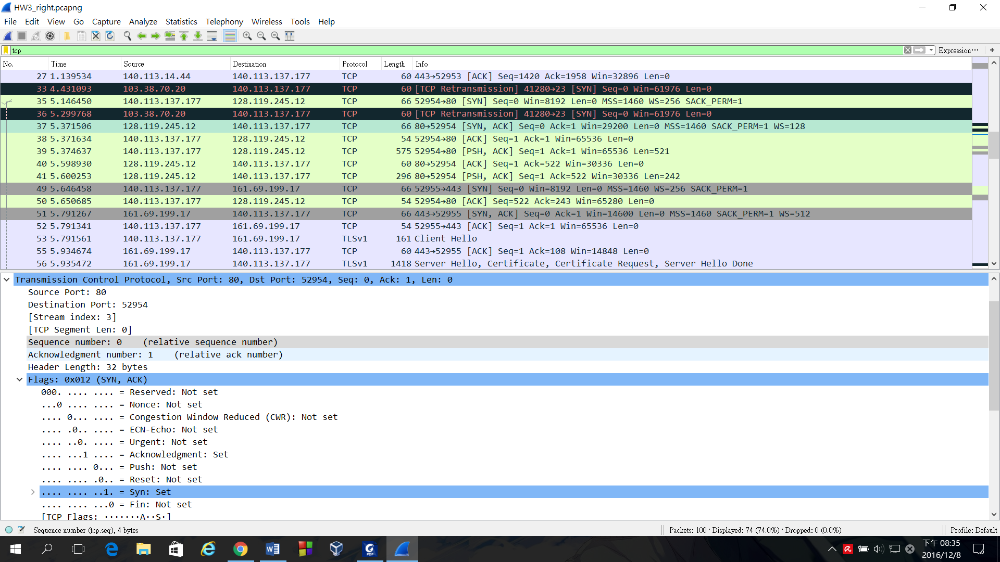 HW3_right.pcapng
File Edit View Go Capture Analyze Statistics Telephony Wireless Tools Help
tcp Expression⋯ +
No. Time Source Destination Protocol Length Info
27 1.139534 140.113.14.44 140.113.137.177 TCP 60 443→52953 [ACK] Seq=1420 Ack=1958 Win=32896 Len=0
33 4.431093 103.38.70.20 140.113.137.177 TCP 60 [TCP Retransmission] 41280→23 [SYN] Seq=0 Win=61976 Len=0
35 5.146450 140.113.137.177 128.119.245.12 TCP 66 52954→80 [SYN] Seq=0 Win=8192 Len=0 MSS=1460 WS=256 SACK_PERM=1
36 5.299768 103.38.70.20 140.113.137.177 TCP 60 [TCP Retransmission] 41280→23 [SYN] Seq=0 Win=61976 Len=0
37 5.371506 128.119.245.12 140.113.137.177 TCP 66 80→52954 [SYN, ACK] Seq=0 Ack=1 Win=29200 Len=0 MSS=1460 SACK_PERM=1 WS=128
38 5.371634 140.113.137.177 128.119.245.12 TCP 54 52954→80 [ACK] Seq=1 Ack=1 Win=65536 Len=0
39 5.374637 140.113.137.177 128.119.245.12 TCP 575 52954→80 [PSH, ACK] Seq=1 Ack=1 Win=65536 Len=521
40 5.598930 128.119.245.12 140.113.137.177 TCP 60 80→52954 [ACK] Seq=1 Ack=522 Win=30336 Len=0
41 5.600253 128.119.245.12 140.113.137.177 TCP 296 80→52954 [PSH, ACK] Seq=1 Ack=522 Win=30336 Len=242
49 5.646458 140.113.137.177 161.69.199.17 TCP 66 52955→443 [SYN] Seq=0 Win=8192 Len=0 MSS=1460 WS=256 SACK_PERM=1
50 5.650685 140.113.137.177 128.119.245.12 TCP 54 52954→80 [ACK] Seq=522 Ack=243 Win=65280 Len=0
51 5.791267 161.69.199.17 140.113.137.177 TCP 66 443→52955 [SYN, ACK] Seq=0 Ack=1 Win=14600 Len=0 MSS=1460 SACK_PERM=1 WS=512
52 5.791341 140.113.137.177 161.69.199.17 TCP 54 52955→443 [ACK] Seq=1 Ack=1 Win=65536 Len=0
53 5.791561 140.113.137.177 161.69.199.17 TLSv1 161 Client Hello
55 5.934674 161.69.199.17 140.113.137.177 TCP 60 443→52955 [ACK] Seq=1 Ack=108 Win=14848 Len=0
56 5.935472 161.69.199.17 140.113.137.177 TLSv1 1418 Server Hello, Certificate, Certificate Request, Server Hello Done
Transmission Control Protocol, Src Port: 80, Dst Port: 52954, Seq: 0, Ack: 1, Len: 0
Source Port: 80
Destination Port: 52954
[Stream index: 3]
[TCP Segment Len: 0]
Sequence number: 0 (relative sequence number)
Acknowledgment number: 1 (relative ack number)
Header Length: 32 bytes
Flags: 0x012 (SYN, ACK)
000. .... .... = Reserved: Not set
...0 .... .... = Nonce: Not set
.... 0... .... = Congestion Window Reduced (CWR): Not set
.... .0.. .... = ECN-Echo: Not set
.... ..0. .... = Urgent: Not set
.... ...1 .... = Acknowledgment: Set
.... .... 0... = Push: Not set
.... .... .0.. = Reset: Not set
.... .... ..1. = Syn: Set
.... .... ...0 = Fin: Not set
[TCP Flags: ·······A··S·]
Sequence number (tcp.seq), 4 bytes Packets: 100 · Displayed: 74 (74.0%) · Dropped: 0 (0.0%) Profile: Default
PDF
下午 08:35
2016/12/8